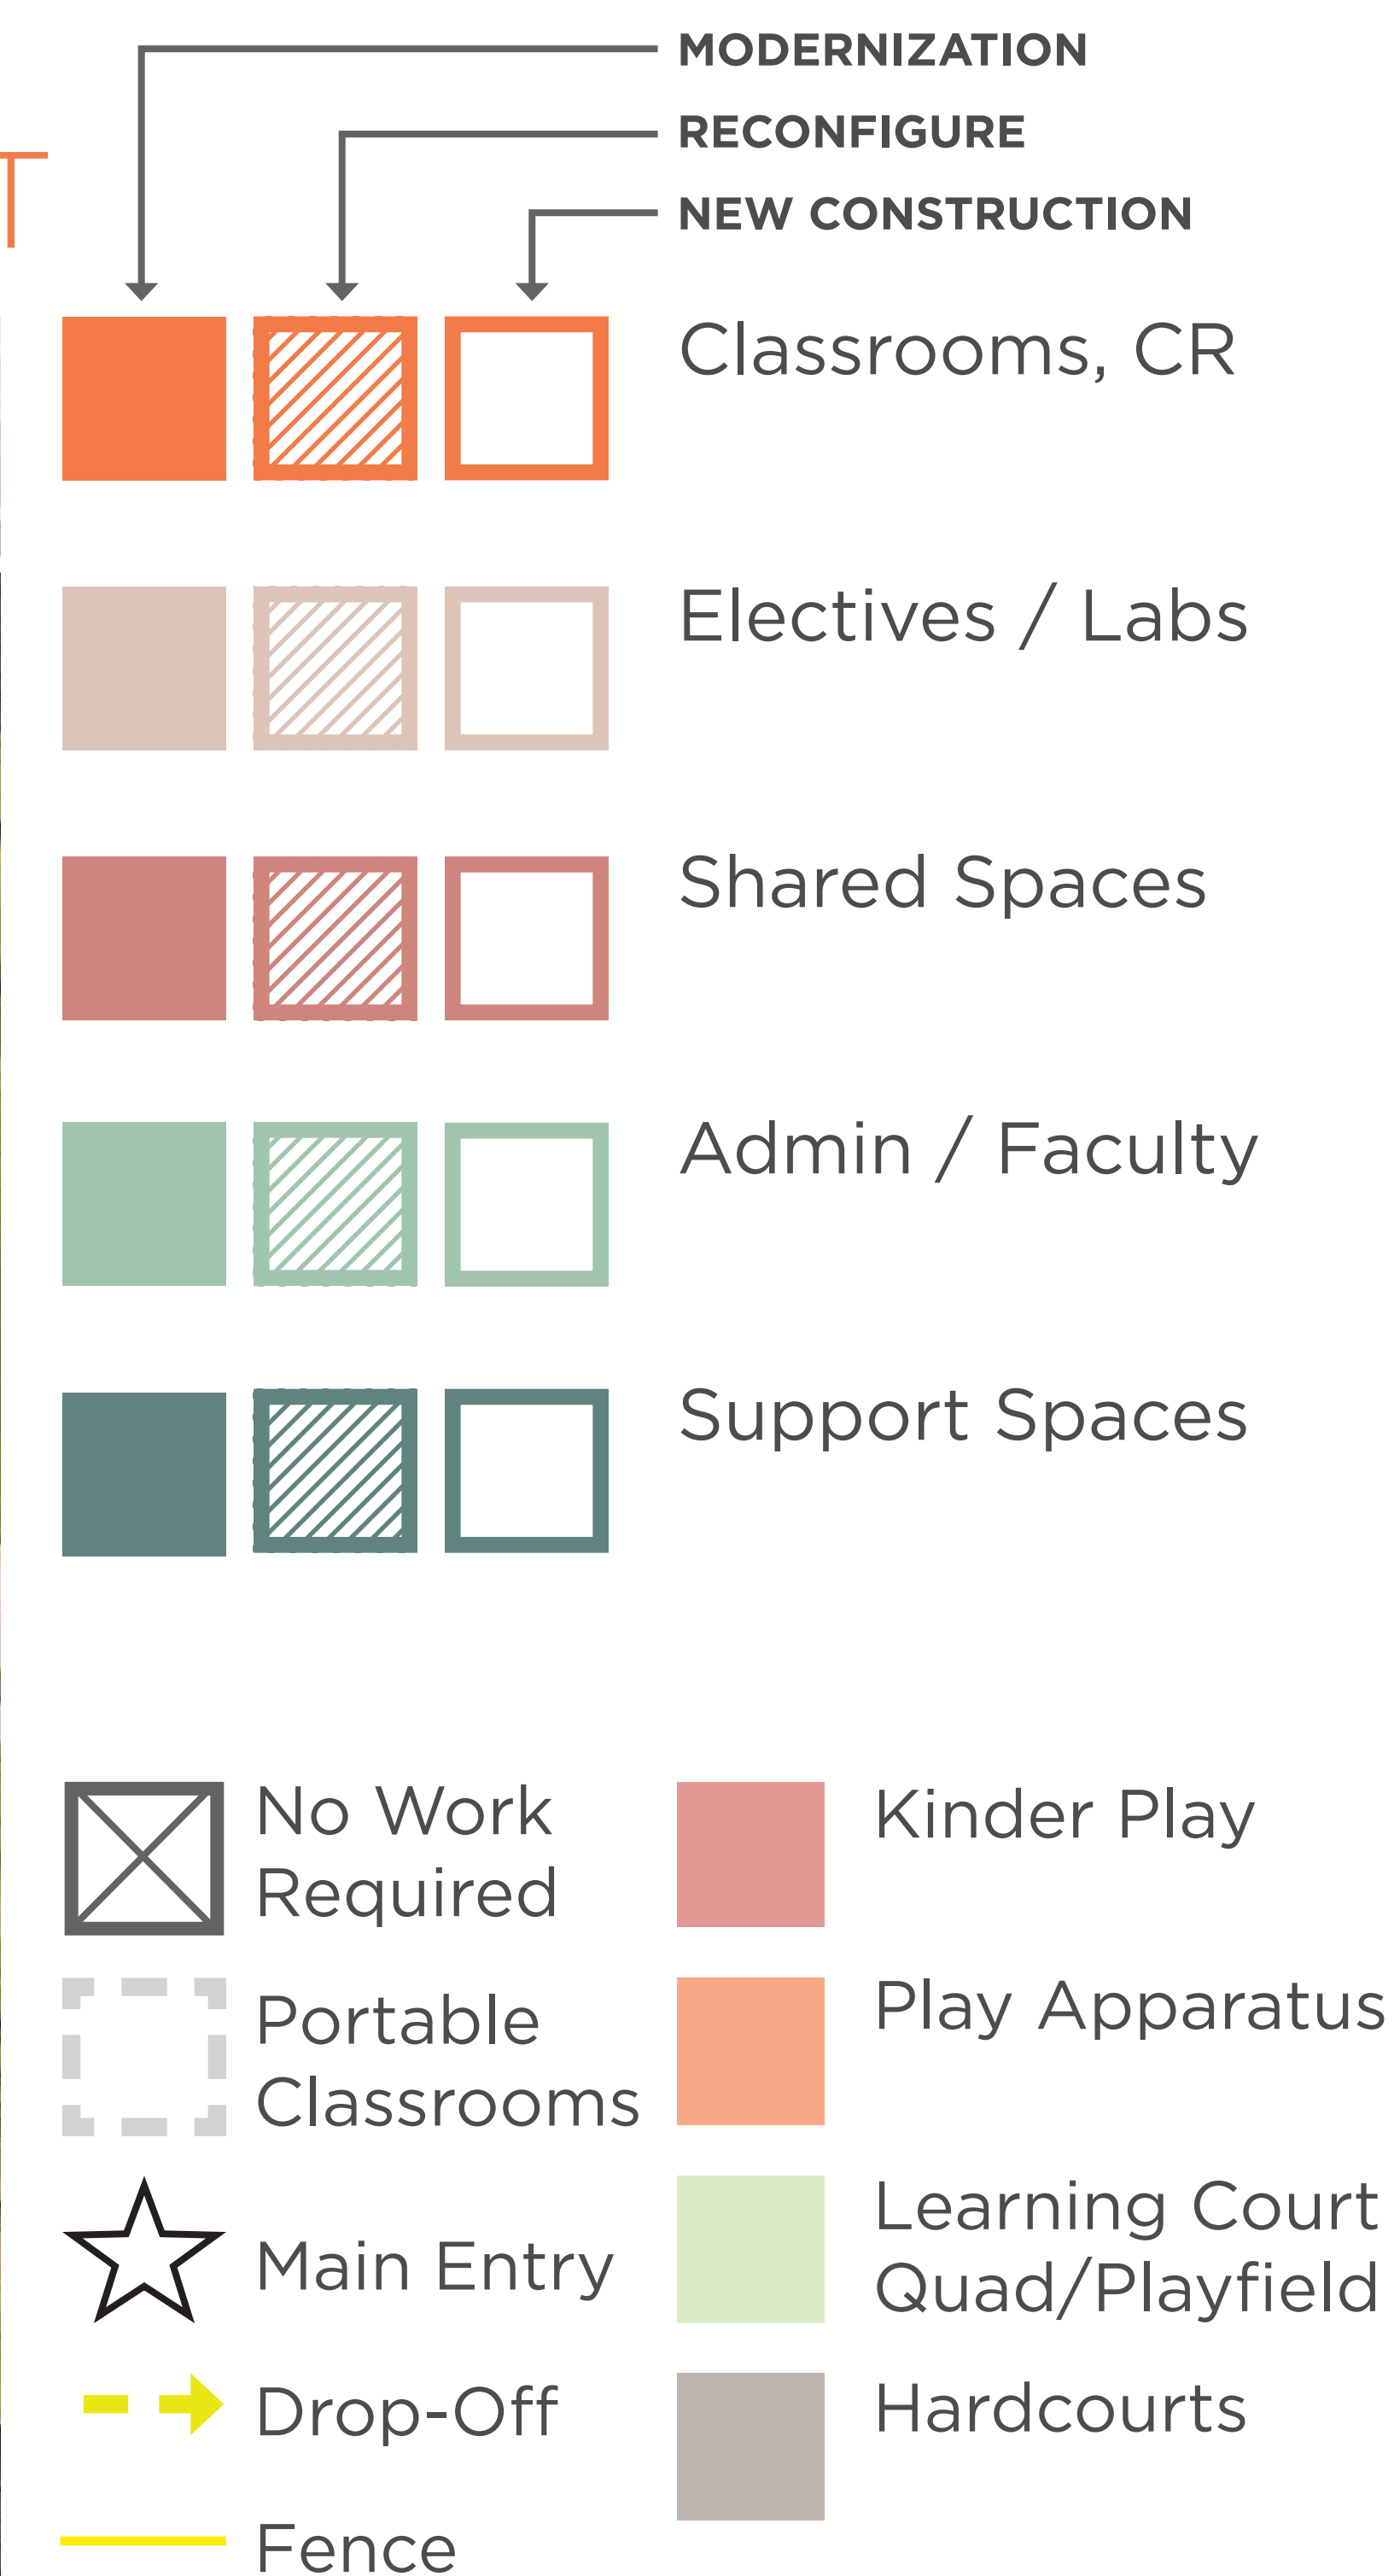 MODERNIZATION
RECONFIGURE
NEW CONSTRUCTION
T
Classrooms, CR
Electives / Labs
Shared Spaces
Admin / Faculty
Support Spaces
No Work
Required
Portable
Classrooms
Main Entry
Drop-Off
Fence
Kinder Play
Play Apparatus
Learning Court
Quad/Playfield
Hardcourts